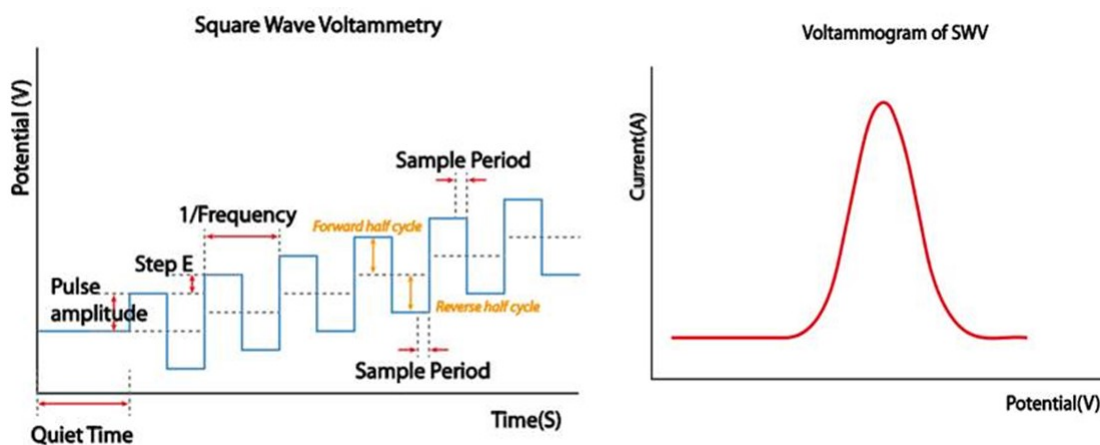 Square Wave Voltammetry
Potential (V)
Sample Period
1/Frequency
Forward half cycle
Step E
Pulse
amplitude
Reverse half cycle
Sample Period
Time(S)
Quiet Time
Voltammogram of SWV
Current(A)
Potential(V)